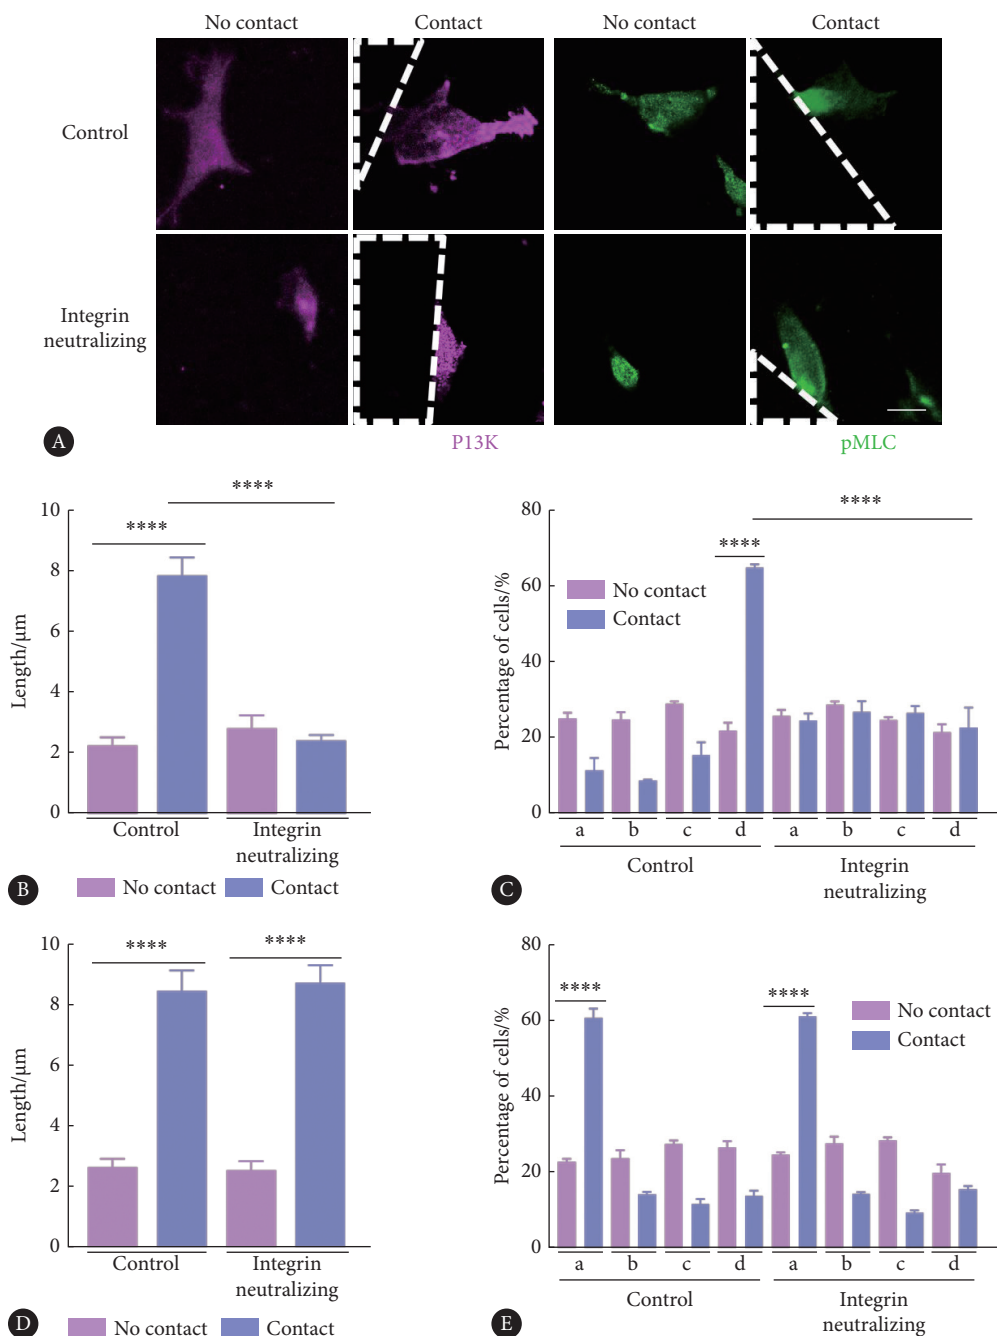 No contact
Contact
No contact
Contact
Control
Integrin
neutralizing
A
P13K
pMLC
10
8
6
4
2
0
Length/μm
****
****
Control
Integrin
neutralizing
B
No contact
Contact
80
60
40
20
0
Percentage of cells/%
****
****
No contact
Contact
a b c d a b c d
Control
Integrin
neutralizing
C
10
8
6
4
2
0
Length/μm
****
****
Control
Integrin
neutralizing
D
No contact
Contact
80
60
40
20
0
Percentage of cells/%
****
****
No contact
Contact
a b c d a b c d
Control
Integrin
neutralizing
E